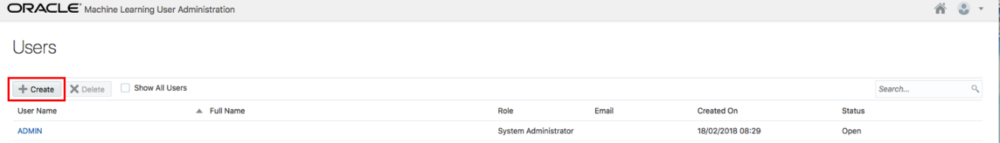 ORACLE® Machine Learning User Administration
Users
Create Delete Show All Users Search...
User Name Full Name Role Email Created On Status
ADMIN System Administrator 18/02/2018 08:29 Open